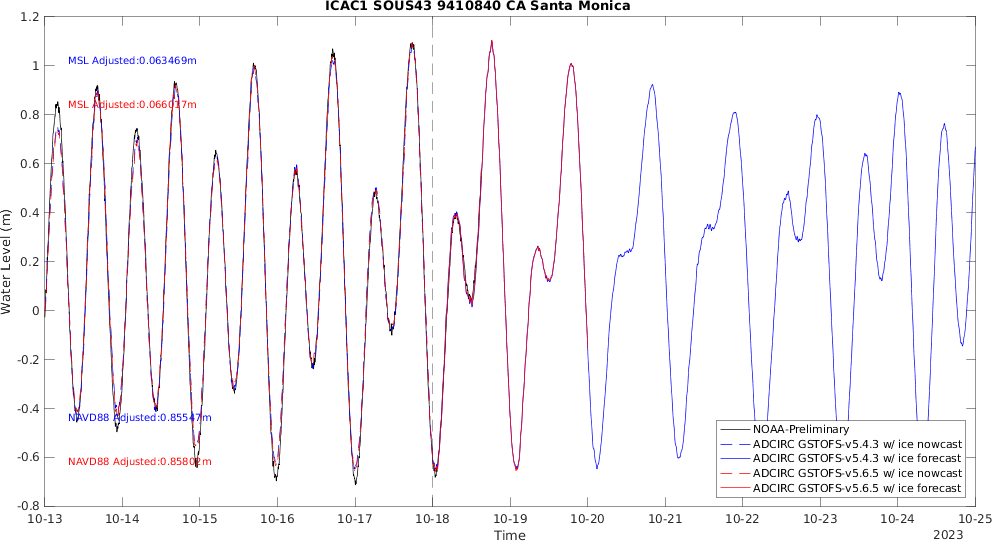 ICAC1 SOUS43 9410840 CA Santa Monica
1.2
1
0.8
0.6
0.4
0.2
0
-0.2
-0.4
-0.6
-0.8
Water Level (m)
MSL Adjusted:0.063469m
MSL Adjusted:0.066017m
NAVD88 Adjusted:0.85547m
NAVD88 Adjusted:0.85802m
NOAA-Preliminary
ADCIRC GSTOFS-v5.4.3 w/ ice nowcast
ADCIRC GSTOFS-v5.4.3 w/ ice forecast
ADCIRC GSTOFS-v5.6.5 w/ ice nowcast
ADCIRC GSTOFS-v5.6.5 w/ ice forecast
10-13 10-14 10-15 10-16 10-17 10-18 10-19 10-20 10-21 10-22 10-23 10-24 10-25
Time
2023